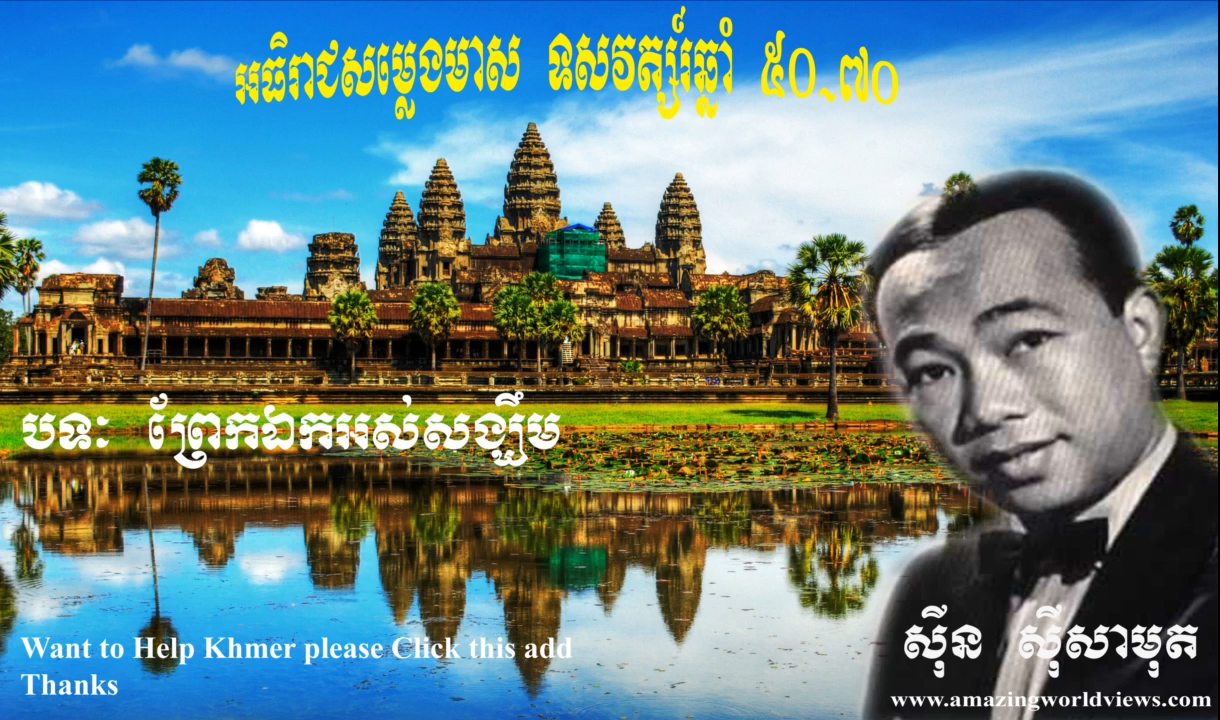 អធិរាជសម្លេងមាស ទសវត្សរ៍ឆ្នាំ ៥០.៧០
បទៈ ព្រែកឯកអស់សង្ឃឹម
Want to Help Khmer please Click this add
Thanks
ស៊ីន ស៊ីសាមុត
www.amazingworldviews.com